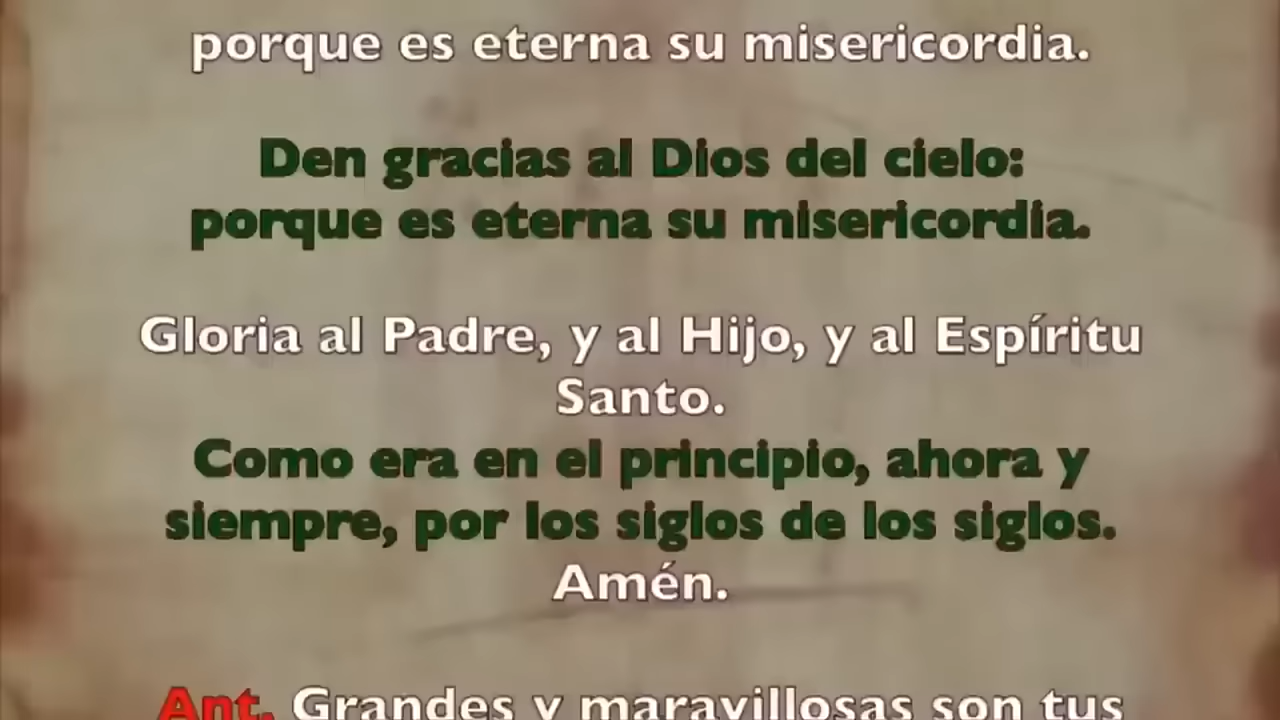 porque es eterna su misericordia.
Den gracias al Dios del cielo:
porque es eterna su misericordia.
Gloria al Padre, y al Hijo, y al Espíritu
Santo.
Como era en el principio, ahora y
siempre, por los siglos de los siglos.
Amén.
Ant. Grandes y maravillosas son tus